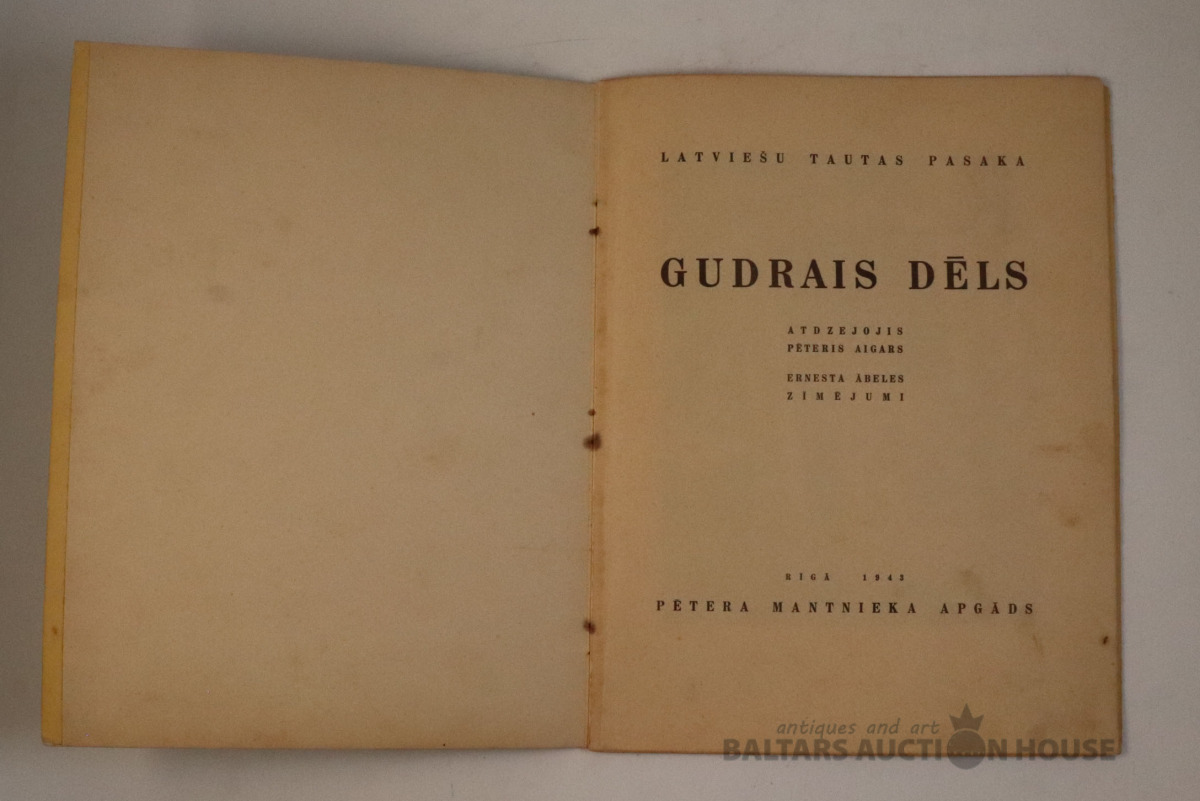 LATVIEŠU TAUTAS PASAKA
GUDRAIS DĒLS
ATDZEJOJIS
PĒTERIS AIGARS
ERNESTA ĀBELES
ZĪMĒJUMI
RĪGĀ 1943
PĒTERA MANTNIEKA APGĀDS
antiques and art
BALTARS AUCTION HOUSE